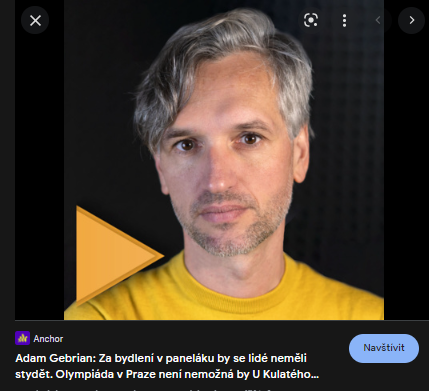 Anchor
Adam Gebrian: Za bydlení v paneláku by se lidé neměli
stydět. Olympiáda v Praze není nemožná by U Kulatého...
Navštívit